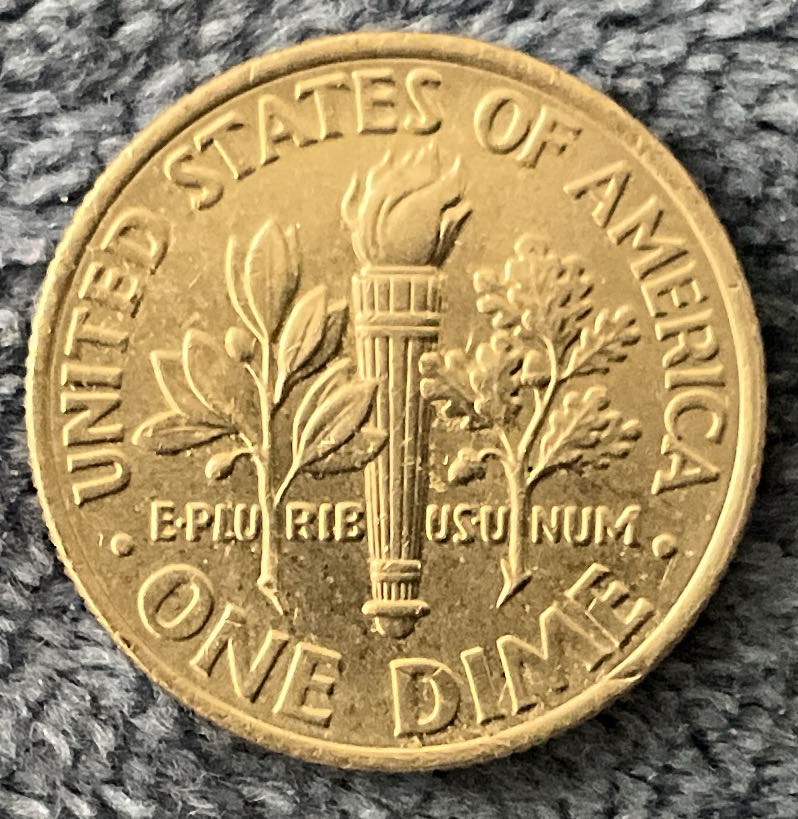 UNITED STATES OF AMERICA
E·PLURIBUS·UNUM
· ONE DIME ·